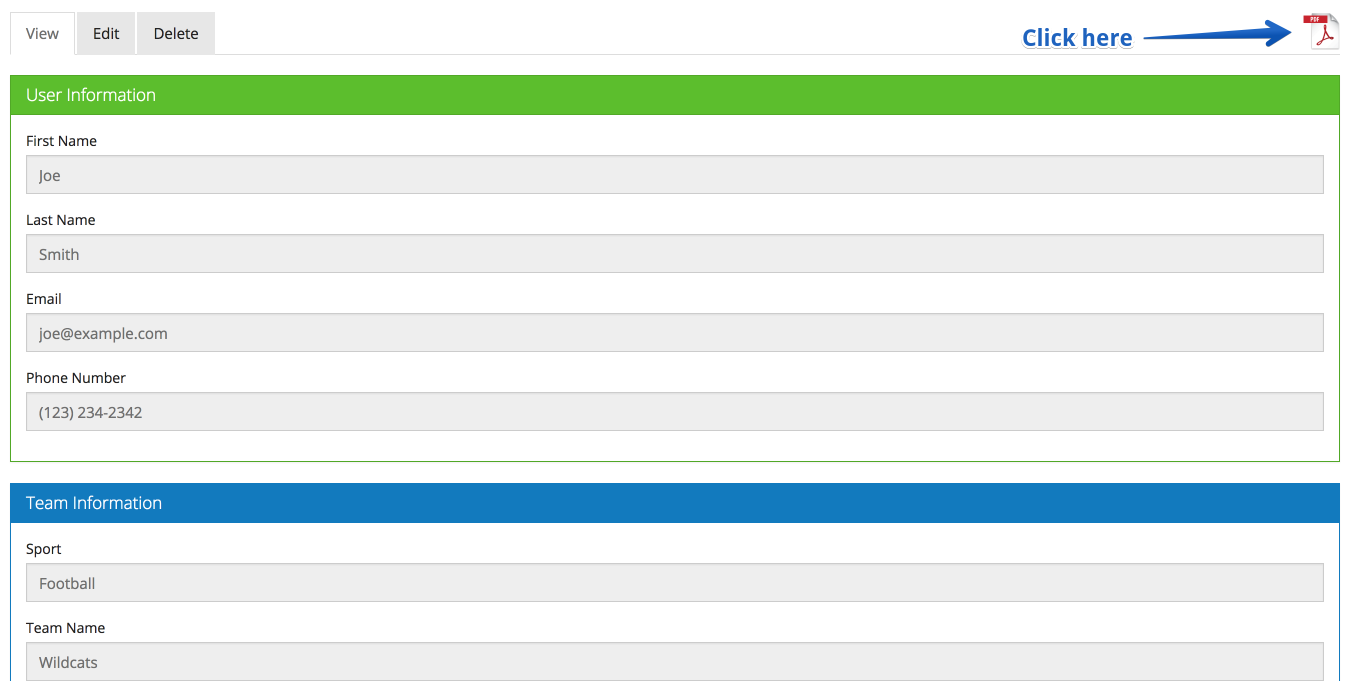 View Edit Delete Click here PDF
User Information
First Name
Joe
Last Name
Smith
Email
joe@example.com
Phone Number
(123) 234-2342
Team Information
Sport
Football
Team Name
Wildcats